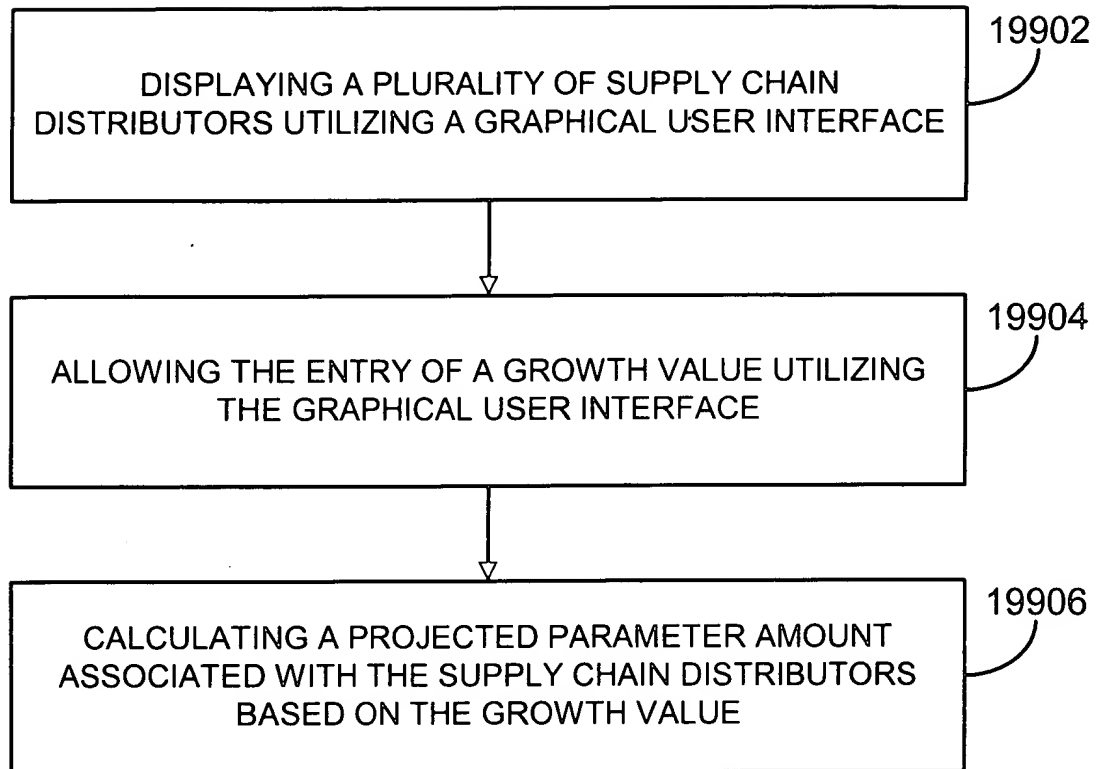 19902
DISPLAYING A PLURALITY OF SUPPLY CHAIN
DISTRIBUTORS UTILIZING A GRAPHICAL USER INTERFACE
19904
ALLOWING THE ENTRY OF A GROWTH VALUE UTILIZING
THE GRAPHICAL USER INTERFACE
19906
CALCULATING A PROJECTED PARAMETER AMOUNT
ASSOCIATED WITH THE SUPPLY CHAIN DISTRIBUTORS
BASED ON THE GROWTH VALUE